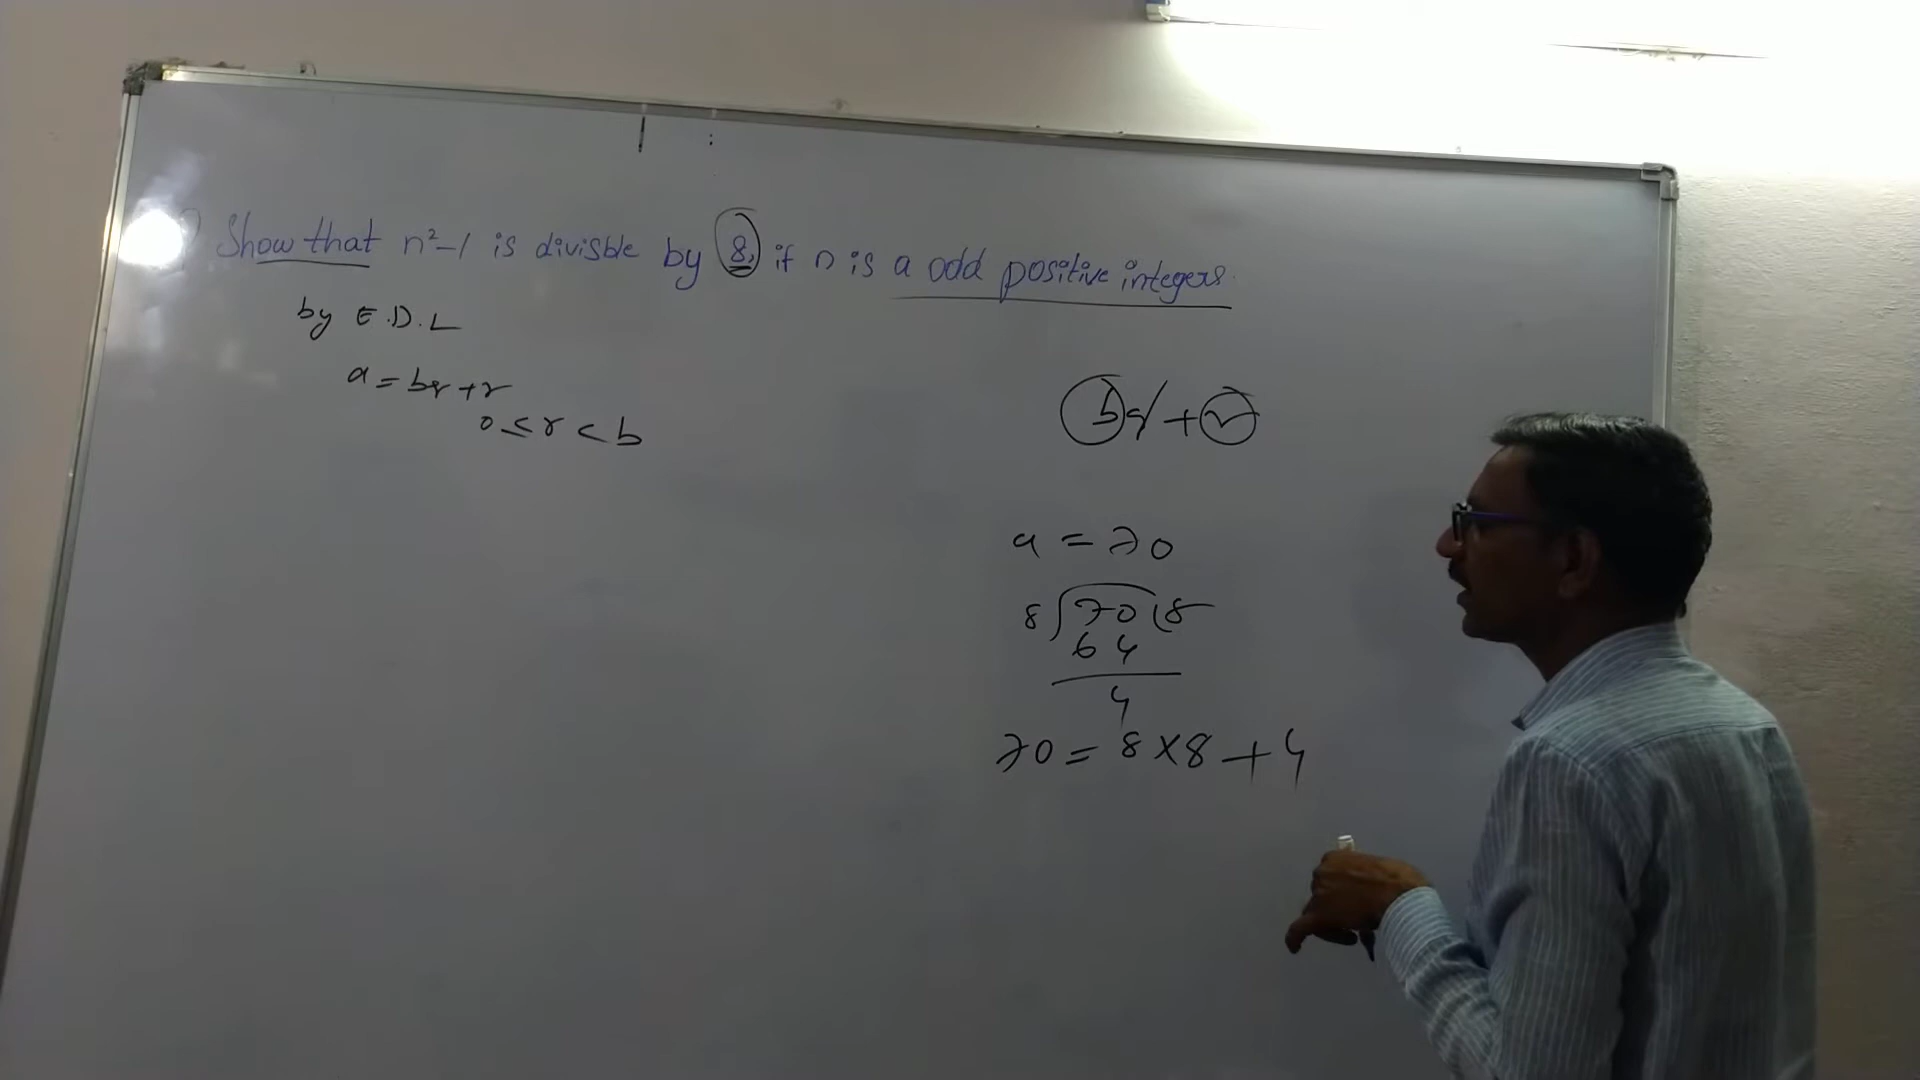 Show that n²-1 is divisble by 8, if n is a odd positive integers.
by E.D.L
a = bq + r
0 ≤ r < b
bq + r
a = 70
8 ) 70 ( 8
64
4
70 = 8 × 8 + 4